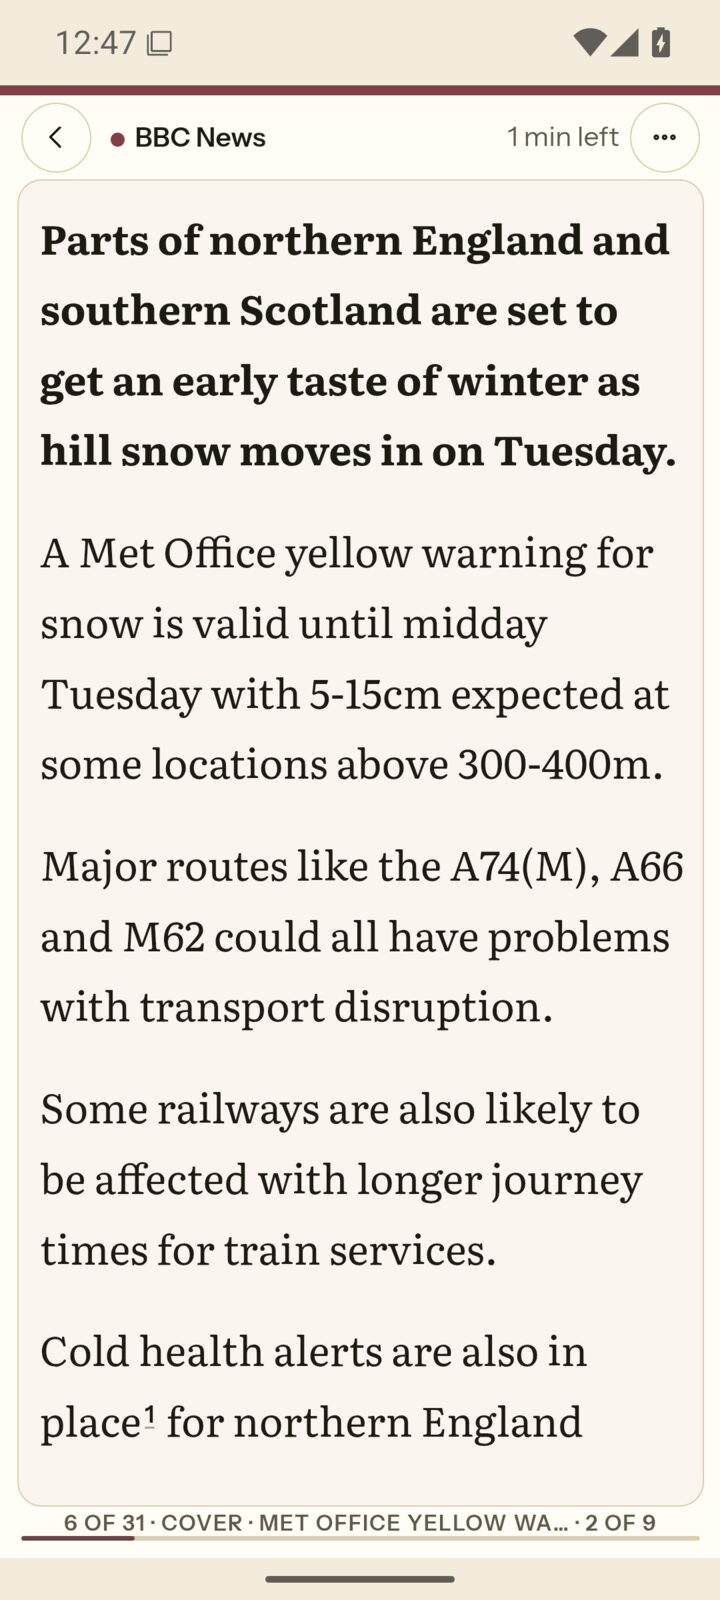 12:47
BBC News
1 min left
Parts of northern England and
southern Scotland are set to
get an early taste of winter as
hill snow moves in on Tuesday.
A Met Office yellow warning for
snow is valid until midday
Tuesday with 5-15cm expected at
some locations above 300-400m.
Major routes like the A74(M), A66
and M62 could all have problems
with transport disruption.
Some railways are also likely to
be affected with longer journey
times for train services.
Cold health alerts are also in
place¹ for northern England
6 OF 31 · COVER · MET OFFICE YELLOW WA… · 2 OF 9